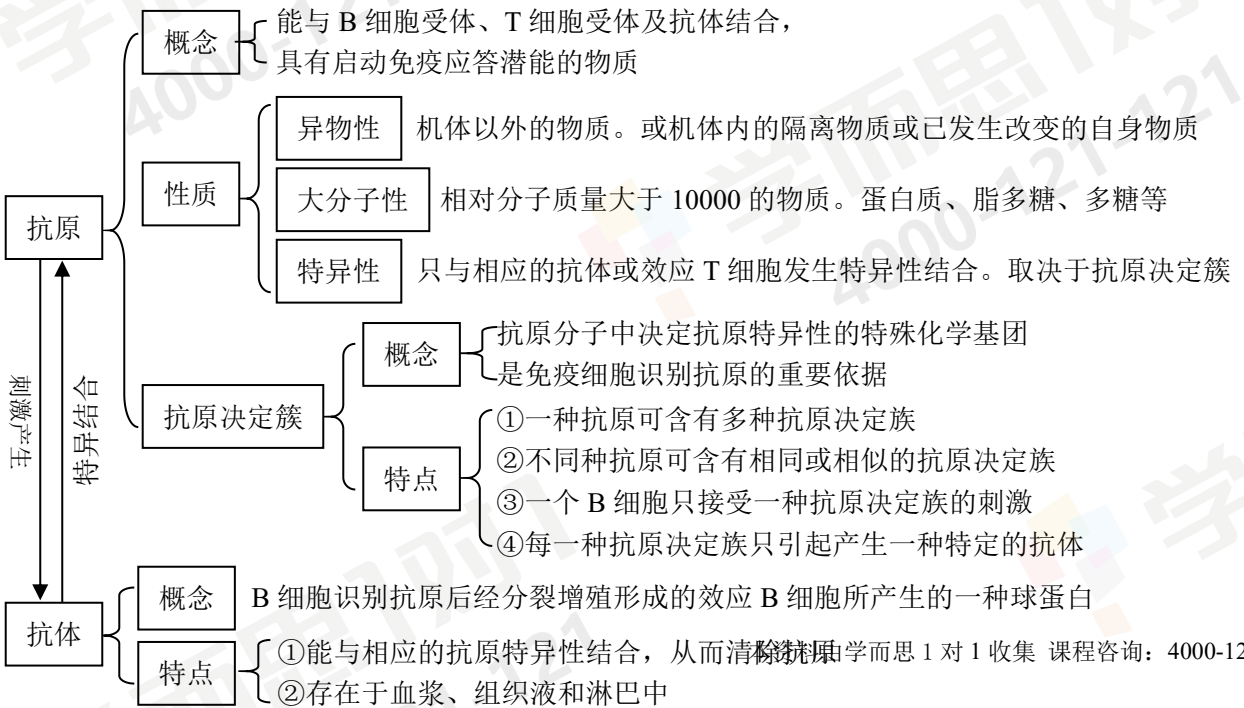 概念
能与 B 细胞受体、T 细胞受体及抗体结合，
具有启动免疫应答潜能的物质
异物性
机体以外的物质。或机体内的隔离物质或已发生改变的自身物质
性质
大分子性
相对分子质量大于 10000 的物质。蛋白质、脂多糖、多糖等
抗原
特异性
只与相应的抗体或效应 T 细胞发生特异性结合。取决于抗原决定簇
概念
抗原分子中决定抗原特异性的特殊化学基团
是免疫细胞识别抗原的重要依据
刺激产生
特异结合
抗原决定簇
特点
①一种抗原可含有多种抗原决定族
②不同种抗原可含有相同或相似的抗原决定族
③一个 B 细胞只接受一种抗原决定族的刺激
④每一种抗原决定族只引起产生一种特定的抗体
抗体
概念
B 细胞识别抗原后经分裂增殖形成的效应 B 细胞所产生的一种球蛋白
特点
①能与相应的抗原特异性结合，从而清除抗原
本资料由学而思 1 对 1 收集 课程咨询：4000-12
②存在于血浆、组织液和淋巴中
学而思1对1
4000-121-121